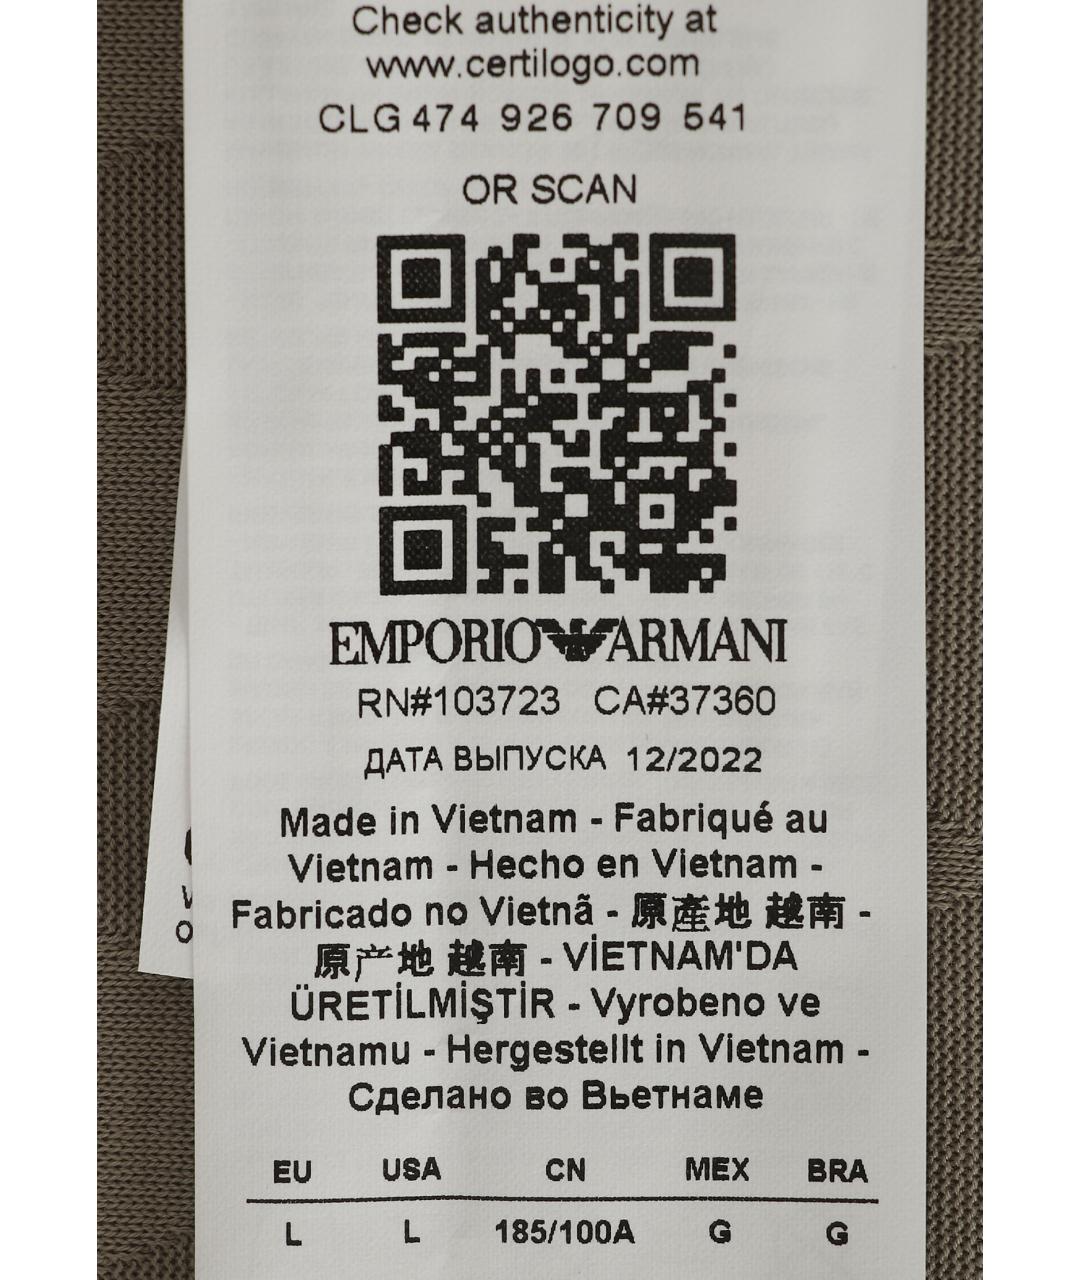 Check authenticity at
www.certilogo.com
CLG 474 926 709 541
OR SCAN
EMPORIO ARMANI
RN#103723 CA#37360
ДАТА ВЫПУСКА 12/2022
Made in Vietnam - Fabriqué au
Vietnam - Hecho en Vietnam -
Fabricado no Vietnã - 原產地 越南 -
原产地 越南 - VİETNAM'DA
ÜRETİLMİŞTİR - Vyrobeno ve
Vietnamu - Hergestellt in Vietnam -
Сделано во Вьетнаме
EU USA CN MEX BRA
L L 185/100A G G